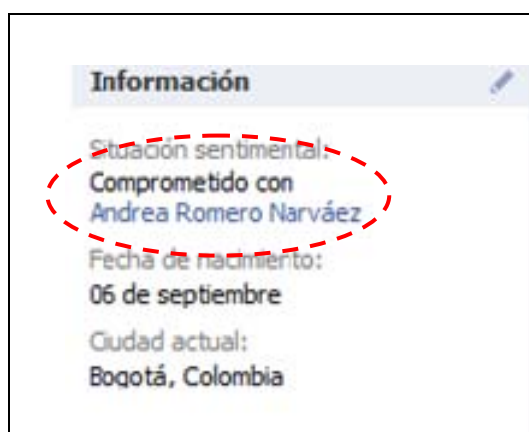 Información
Situación sentimental:
Comprometido con
Andrea Romero Narváez
Fecha de nacimiento:
06 de septiembre
Ciudad actual:
Bogotá, Colombia